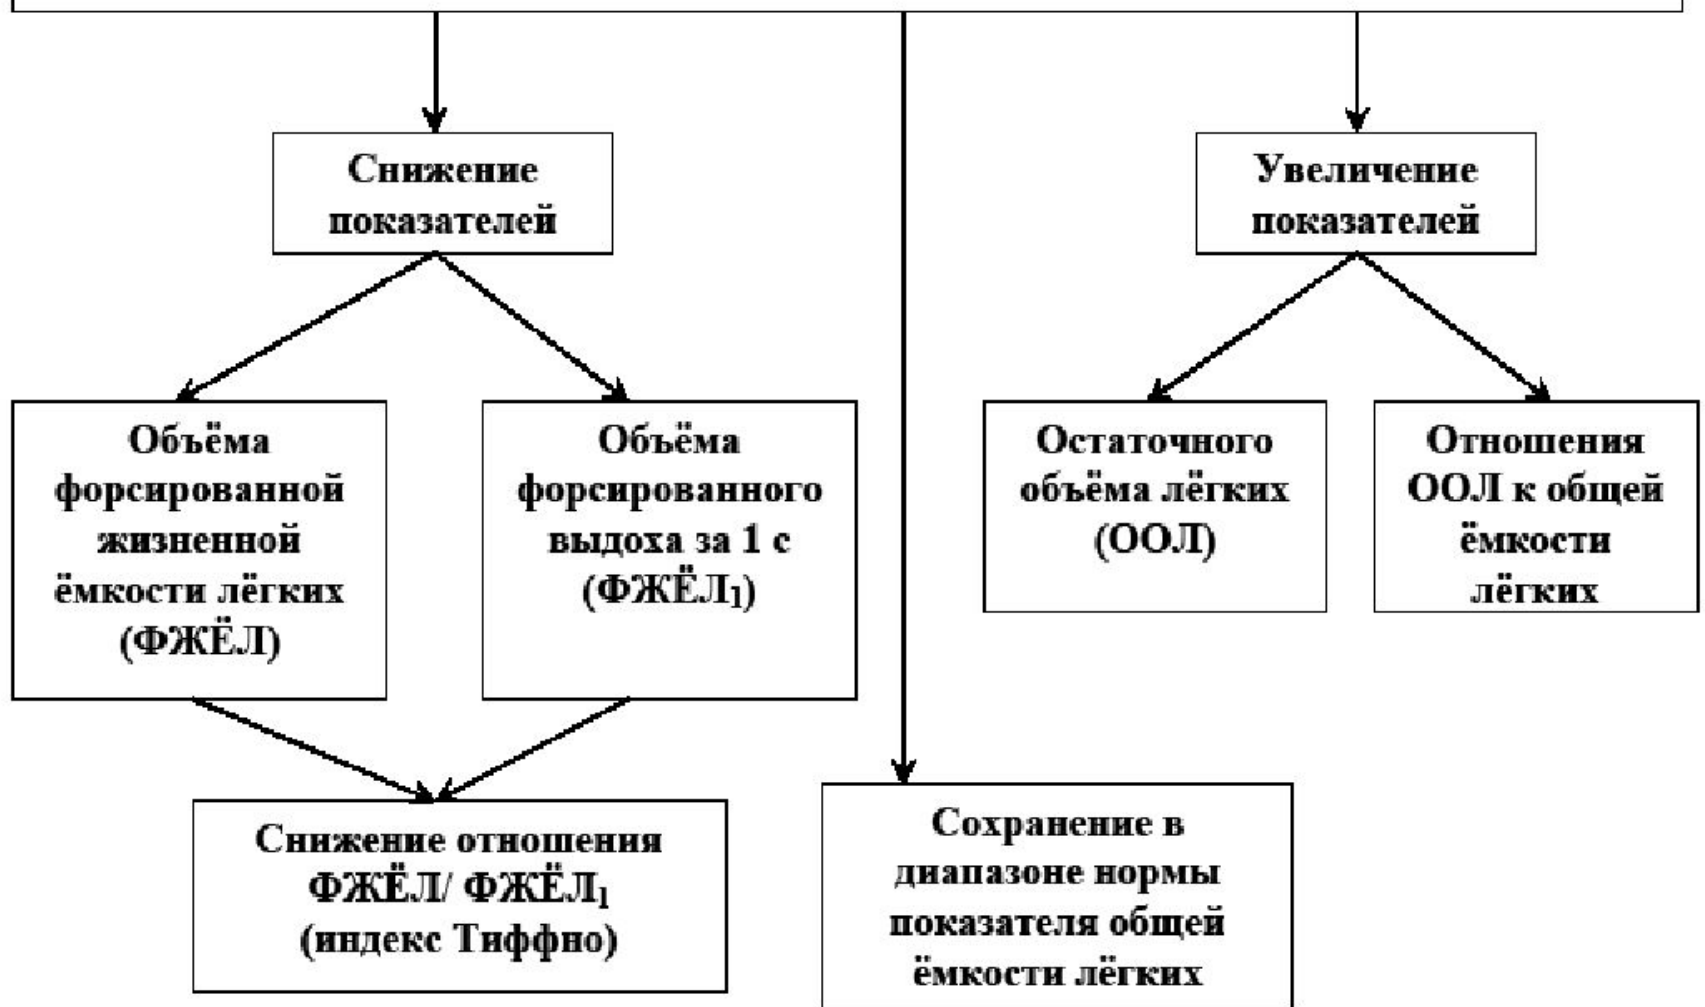 Снижение
показателей
Увеличение
показателей
Объёма
форсированной
жизненной
ёмкости лёгких
(ФЖЁЛ)
Объёма
форсированного
выдоха за 1 с
(ФЖЁЛ₁)
Остаточного
объёма лёгких
(ООЛ)
Отношения
ООЛ к общей
ёмкости
лёгких
Снижение отношения
ФЖЁЛ/ ФЖЁЛ₁
(индекс Тиффно)
Сохранение в
диапазоне нормы
показателя общей
ёмкости лёгких